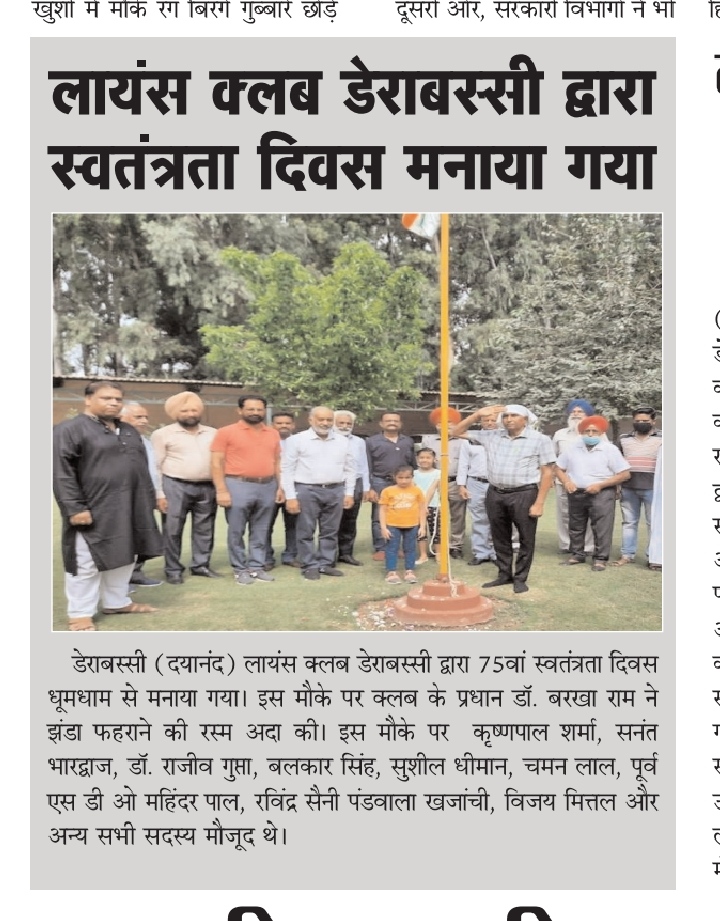 खुशी में मौके रंग बिरंगे गुब्बारे छोड़े
दूसरी ओर, सरकारी विभागों ने भी
लायंस क्लब डेराबस्सी द्वारा
स्वतंत्रता दिवस मनाया गया
डेराबस्सी (दयानंद) लायंस क्लब डेराबस्सी द्वारा 75वां स्वतंत्रता दिवस
धूमधाम से मनाया गया। इस मौके पर क्लब के प्रधान डॉ. बरखा राम ने
झंडा फहराने की रस्म अदा की। इस मौके पर कृष्णपाल शर्मा, सनंत
भारद्वाज, डॉ. राजीव गुप्ता, बलकार सिंह, सुशील धीमान, चमन लाल, पूर्व
एस डी ओ महिंदर पाल, रविंद्र सैनी पंडवाला खजांची, विजय मित्तल और
अन्य सभी सदस्य मौजूद थे।